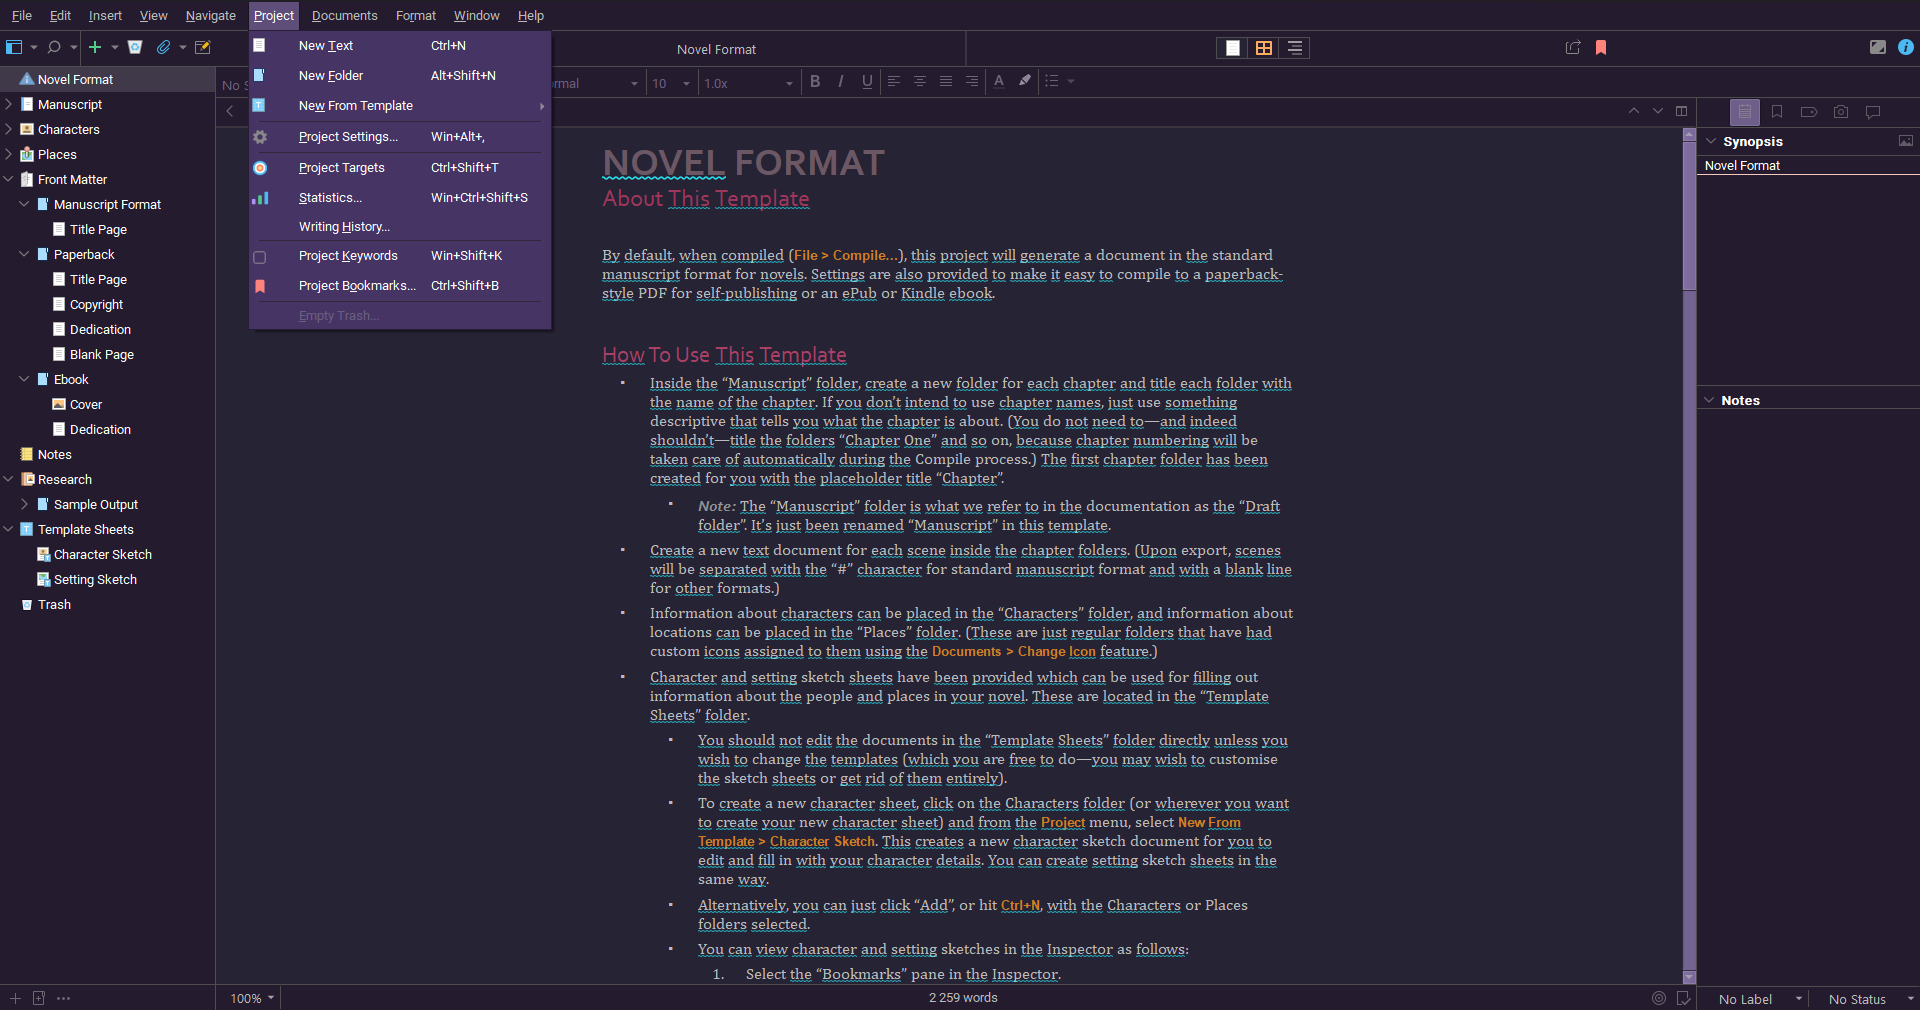 File Edit Insert View Navigate Project Documents Format Window Help
Novel Format
New Text Ctrl+N
New Folder Alt+Shift+N
New From Template
Project Settings... Win+Alt+,
Project Targets Ctrl+Shift+T
Statistics... Win+Ctrl+Shift+S
Writing History...
Project Keywords Win+Shift+K
Project Bookmarks... Ctrl+Shift+B
Empty Trash...
No S
rmal 10 1.0x B I U A
Novel Format
Manuscript
Characters
Places
Front Matter
Manuscript Format
Title Page
Paperback
Title Page
Copyright
Dedication
Blank Page
Ebook
Cover
Dedication
Notes
Research
Sample Output
Template Sheets
Character Sketch
Setting Sketch
Trash
NOVEL FORMAT
About This Template
By default, when compiled (File > Compile...), this project will generate a document in the standard
manuscript format for novels. Settings are also provided to make it easy to compile to a paperback-
style PDF for self-publishing or an ePub or Kindle ebook.
How To Use This Template
▪ Inside the “Manuscript” folder, create a new folder for each chapter and title each folder with
the name of the chapter. If you don’t intend to use chapter names, just use something
descriptive that tells you what the chapter is about. (You do not need to—and indeed
shouldn’t—title the folders “Chapter One” and so on, because chapter numbering will be
taken care of automatically during the Compile process.) The first chapter folder has been
created for you with the placeholder title “Chapter”.
▪ Note: The “Manuscript” folder is what we refer to in the documentation as the “Draft
folder”. It’s just been renamed “Manuscript” in this template.
▪ Create a new text document for each scene inside the chapter folders. (Upon export, scenes
will be separated with the “#” character for standard manuscript format and with a blank line
for other formats.)
▪ Information about characters can be placed in the “Characters” folder, and information about
locations can be placed in the “Places” folder. (These are just regular folders that have had
custom icons assigned to them using the Documents > Change Icon feature.)
▪ Character and setting sketch sheets have been provided which can be used for filling out
information about the people and places in your novel. These are located in the “Template
Sheets” folder.
▪ You should not edit the documents in the “Template Sheets” folder directly unless you
wish to change the templates (which you are free to do—you may wish to customise
the sketch sheets or get rid of them entirely).
▪ To create a new character sheet, click on the Characters folder (or wherever you want
to create your new character sheet) and from the Project menu, select New From
Template > Character Sketch. This creates a new character sketch document for you to
edit and fill in with your character details. You can create setting sketch sheets in the
same way.
▪ Alternatively, you can just click “Add”, or hit Ctrl+N, with the Characters or Places
folders selected.
▪ You can view character and setting sketches in the Inspector as follows:
1. Select the “Bookmarks” pane in the Inspector.
Synopsis
Novel Format
Notes
100%
2 259 words
No Label No Status